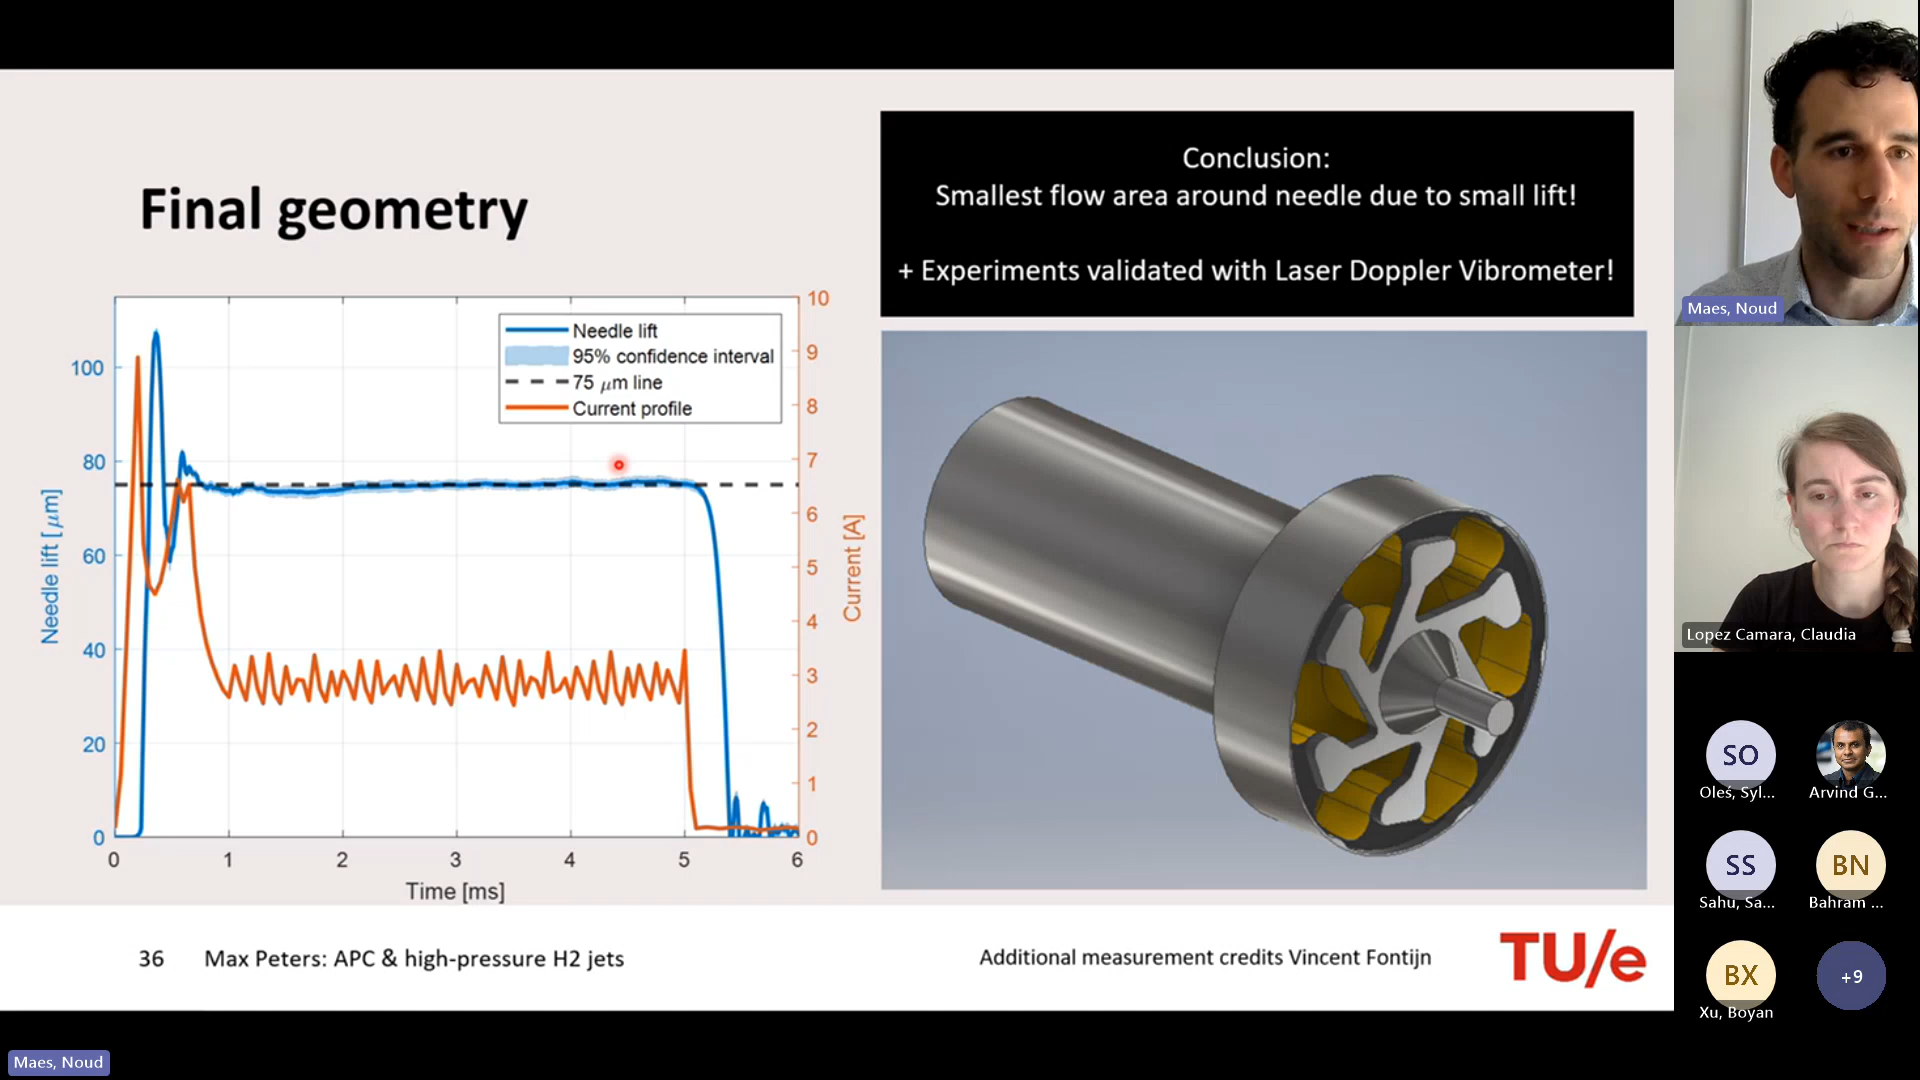 Final geometry
Conclusion:
Smallest flow area around needle due to small lift!
+ Experiments validated with Laser Doppler Vibrometer!
Needle lift
95% confidence interval
75 μm line
Current profile
Needle lift [μm]
100
80
60
40
20
0
10
9
8
7
6
5
4
3
2
1
0
Current [A]
0 1 2 3 4 5 6
Time [ms]
36 Max Peters: APC & high-pressure H2 jets
Additional measurement credits Vincent Fontijn
TU/e
Maes, Noud
Lopez Camara, Claudia
SO
Oleś, Syl...
Arvind G...
SS
Sahu, Sa...
BN
Bahram ...
BX
Xu, Boyan
+9
Maes, Noud